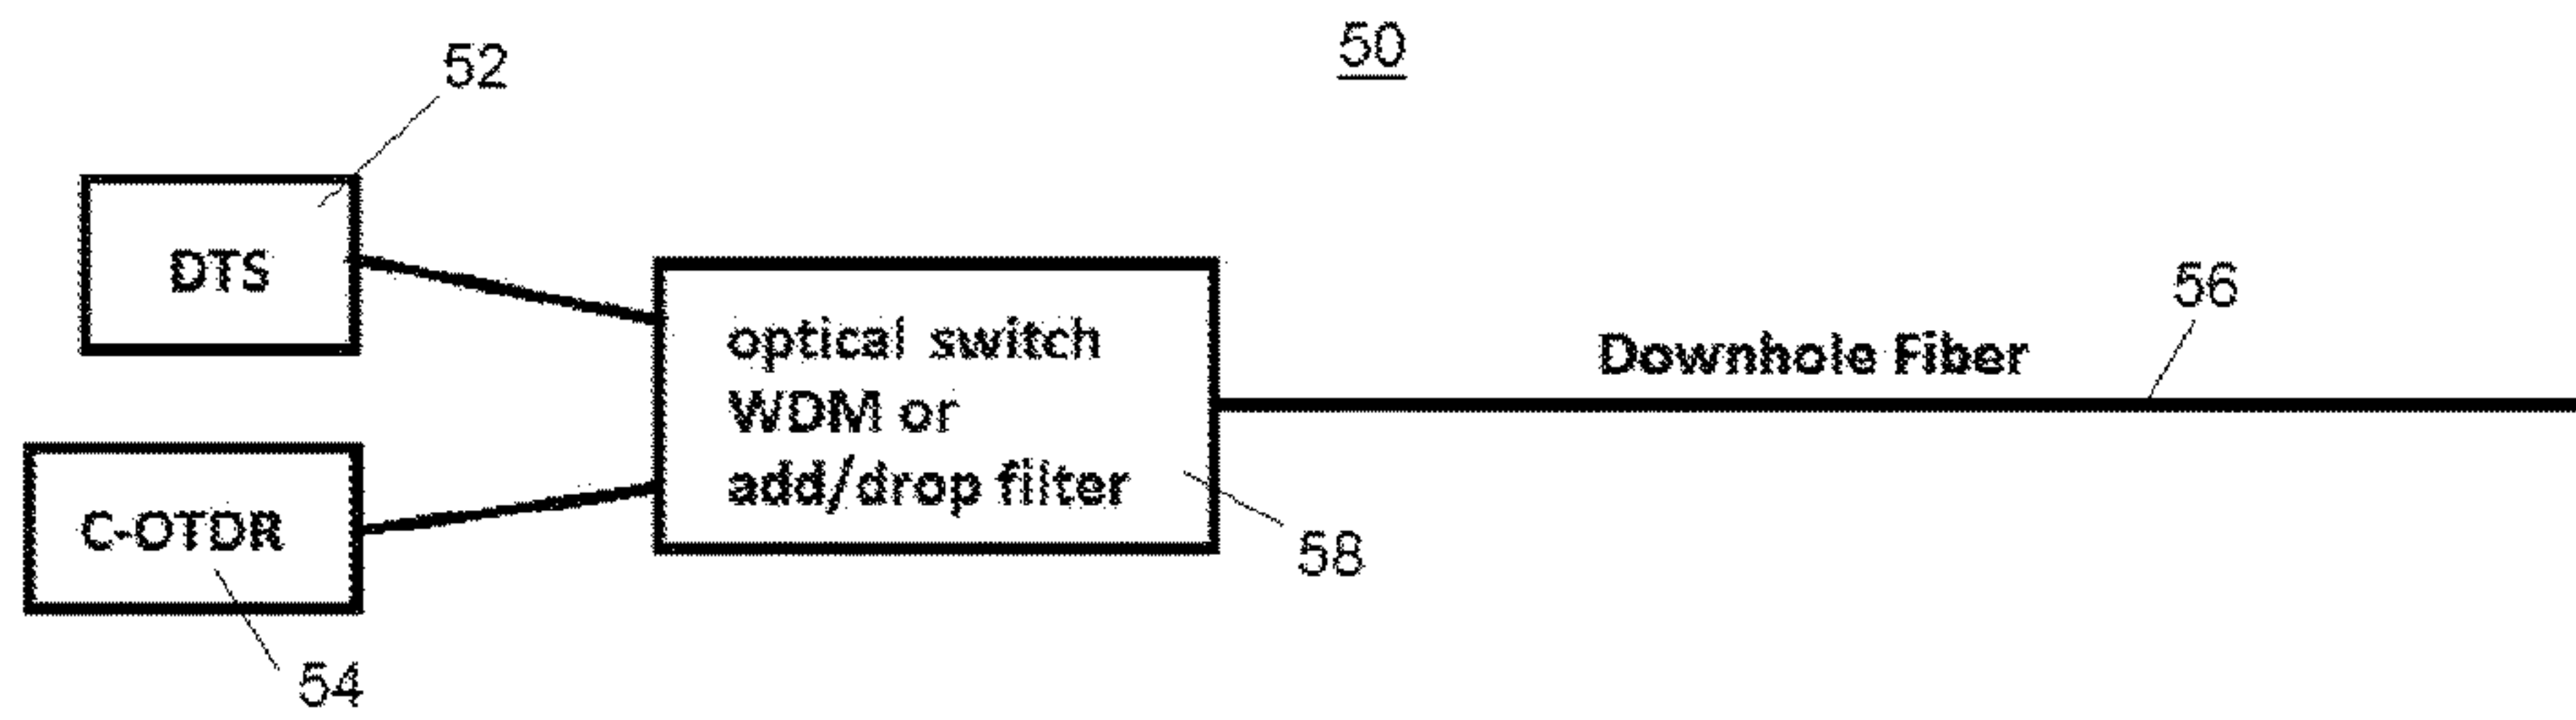 50
52
DTS
56
Downhole Fiber
optical switch
WDM or
add/drop filter
C-OTDR
58
54